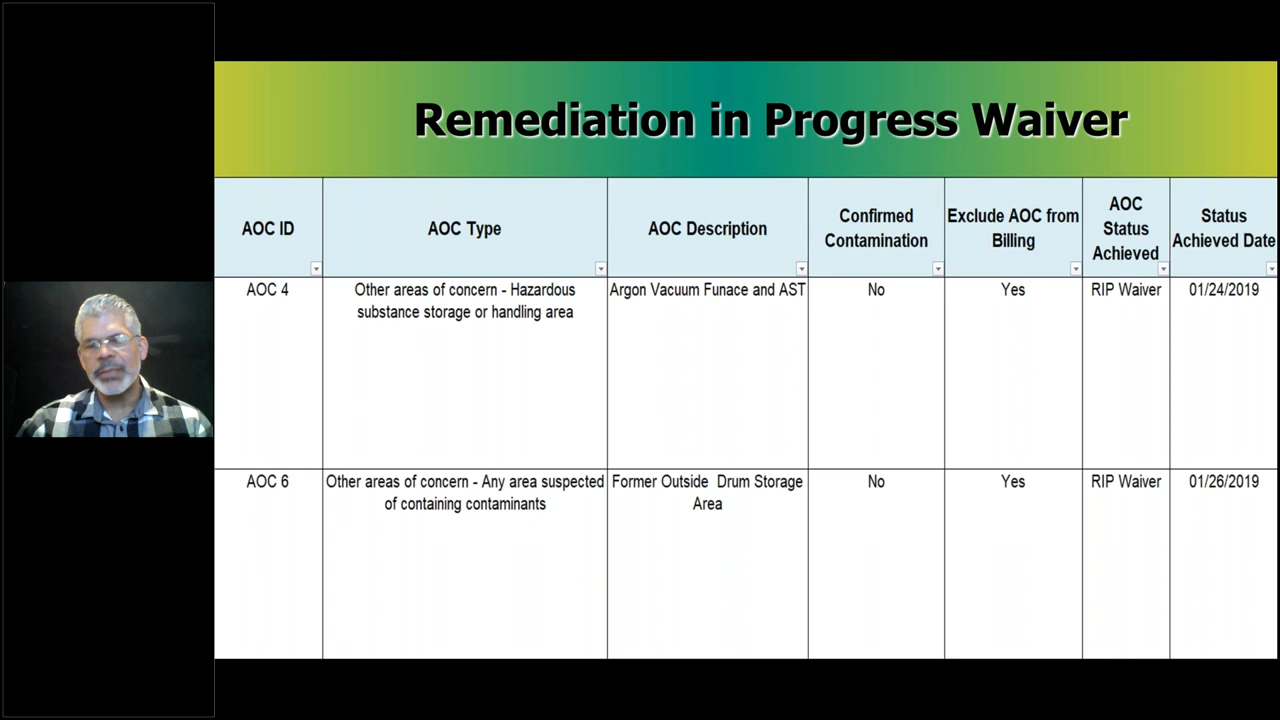 Remediation in Progress Waiver
AOC ID
AOC Type
AOC Description
Confirmed
Contamination
Exclude AOC from
Billing
AOC
Status
Achieved
Status
Achieved Date
AOC 4
Other areas of concern - Hazardous
substance storage or handling area
Argon Vacuum Funace and AST
No
Yes
RIP Waiver
01/24/2019
AOC 6
Other areas of concern - Any area suspected
of containing contaminants
Former Outside Drum Storage
Area
No
Yes
RIP Waiver
01/26/2019